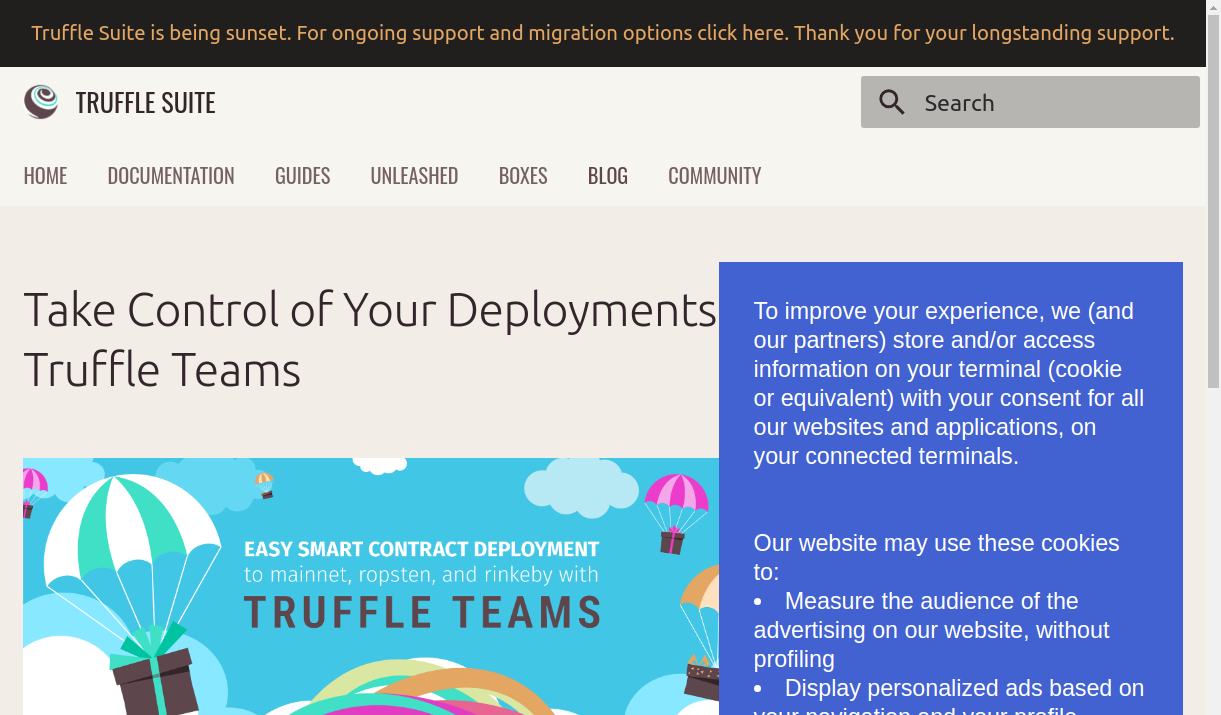 Truffle Suite is being sunset. For ongoing support and migration options click here. Thank you for your longstanding support.
TRUFFLE SUITE
Search
HOME DOCUMENTATION GUIDES UNLEASHED BOXES BLOG COMMUNITY
Take Control of Your Deployments
Truffle Teams
EASY SMART CONTRACT DEPLOYMENT
to mainnet, ropsten, and rinkeby with
TRUFFLE TEAMS
To improve your experience, we (and
our partners) store and/or access
information on your terminal (cookie
or equivalent) with your consent for all
our websites and applications, on
your connected terminals.
Our website may use these cookies
to:
• Measure the audience of the
advertising on our website, without
profiling
• Display personalized ads based on
your navigation and your profile